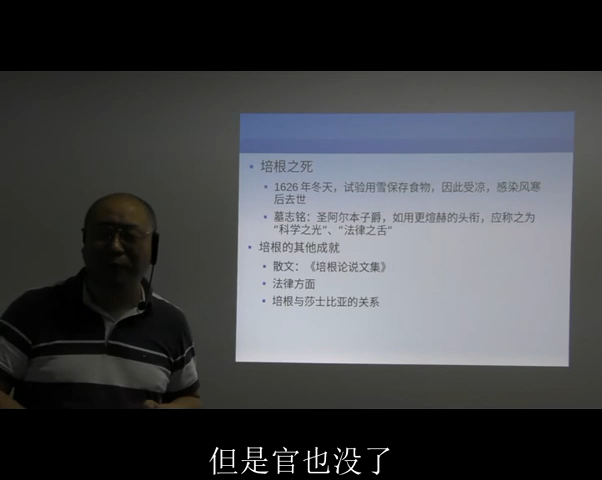 培根之死
1626 年冬天，试验用雪保存食物，因此受凉，感染风寒
后去世
墓志铭：圣阿尔本子爵，如用更煊赫的头衔，应称之为
“科学之光”、“法律之舌”
培根的其他成就
散文：《培根论说文集》
法律方面
培根与莎士比亚的关系
但是官也没了